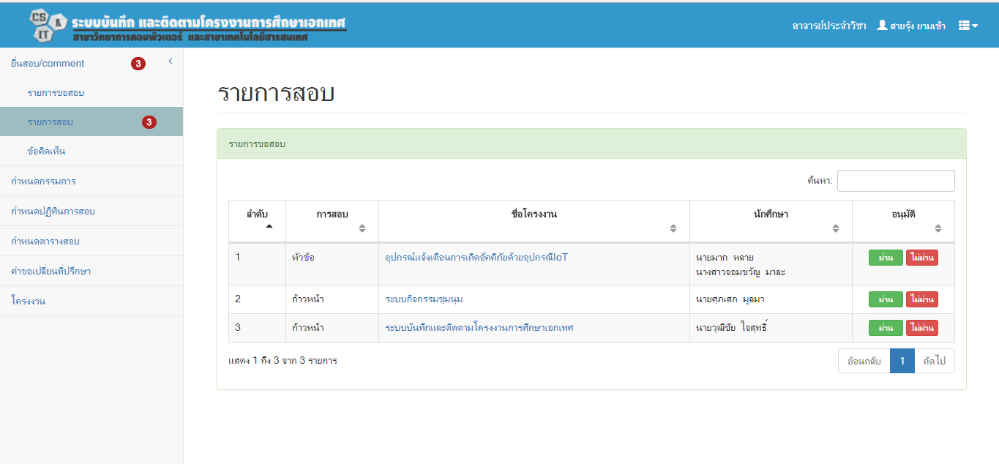 CS & IT
ระบบบันทึก และติดตามโครงงานการศึกษาเอกเทศ
สาขาวิทยาการคอมพิวเตอร์ และสาขาเทคโนโลยีสารสนเทศ
อาจารย์ประจำวิชา สายรุ้ง ยามเช้า
ยื่นสอบ/comment 3
รายการขอสอบ
รายการสอบ 3
ข้อคิดเห็น
กำหนดกรรมการ
กำหนดปฏิทินการสอบ
กำหนดตารางสอบ
คำขอเปลี่ยนที่ปรึกษา
โครงงาน
รายการสอบ
รายการขอสอบ
ค้นหา:
ลำดับ การสอบ ชื่อโครงงาน นักศึกษา อนุมัติ
1 หัวข้อ อุปกรณ์แจ้งเตือนการเกิดอัคคีภัยด้วยอุปกรณ์IoT นายมาก หลาย ผ่าน ไม่ผ่าน
นางสาวจอมขวัญ มาละ
2 ก้าวหน้า ระบบกิจกรรมชุมนุม นายศุภเสก มุลมา ผ่าน ไม่ผ่าน
3 ก้าวหน้า ระบบบันทึกและติดตามโครงงานการศึกษาเอกเทศ นายวุฒิชัย ใจสุทธิ์ ผ่าน ไม่ผ่าน
แสดง 1 ถึง 3 จาก 3 รายการ
ย้อนกลับ 1 ถัดไป